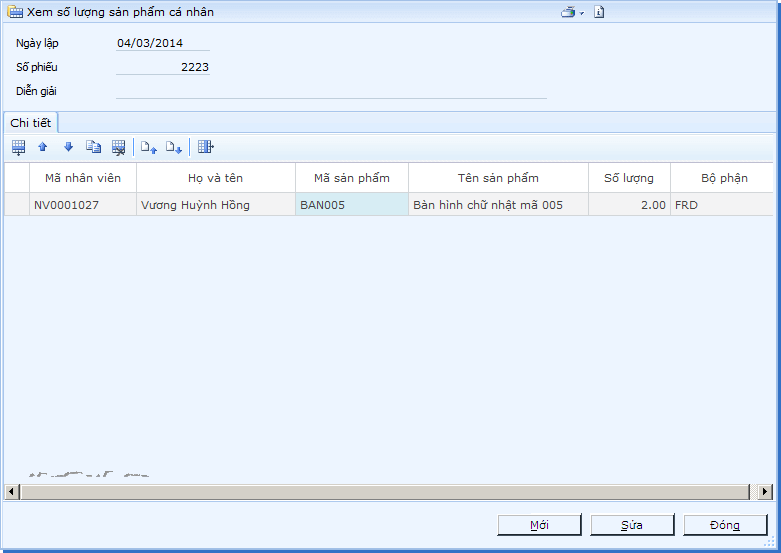 Xem số lượng sản phẩm cá nhân
Ngày lập 04/03/2014
Số phiếu 2223
Diễn giải
Chi tiết
Mã nhân viên Họ và tên Mã sản phẩm Tên sản phẩm Số lượng Bộ phận
NV0001027 Vương Huỳnh Hồng BAN005 Bàn hình chữ nhật mã 005 2.00 FRD
Mới Sửa Đóng